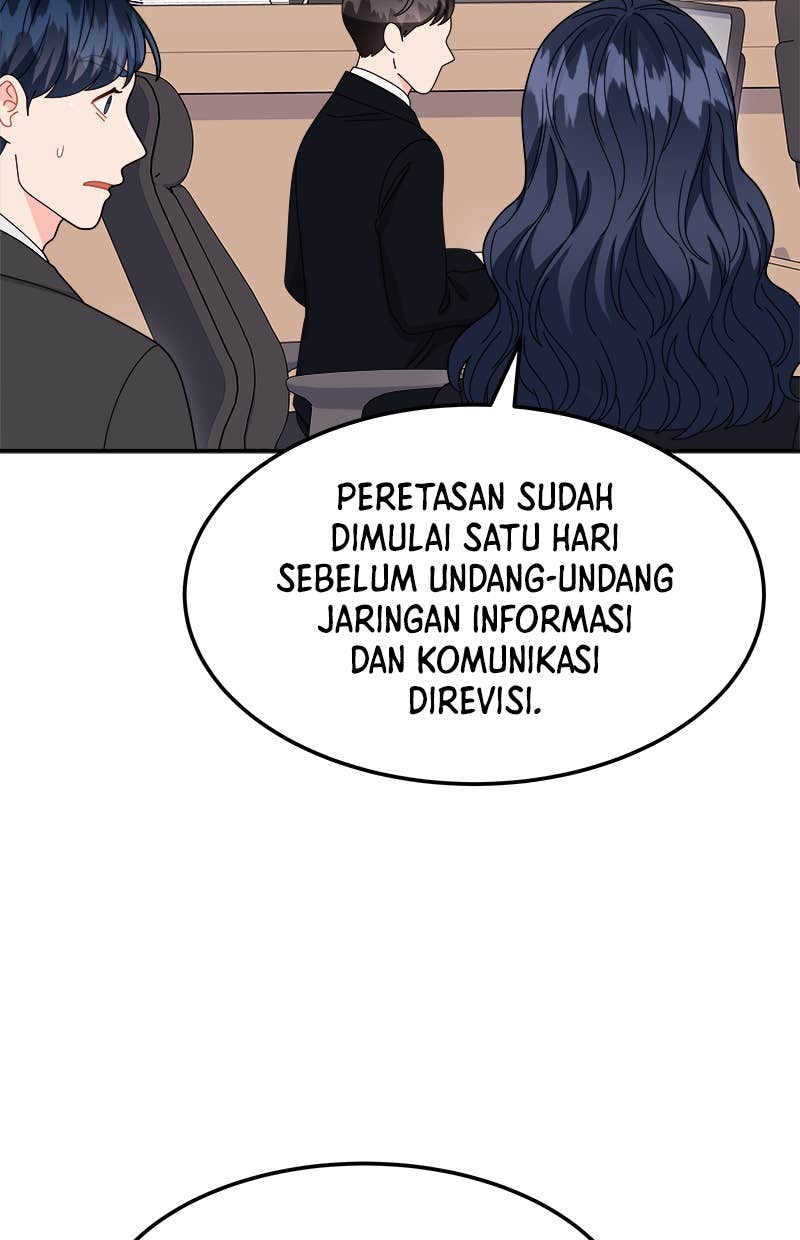 PERETASAN SUDAH
DIMULAI SATU HARI
SEBELUM UNDANG-UNDANG
JARINGAN INFORMASI
DAN KOMUNIKASI
DIREVISI.